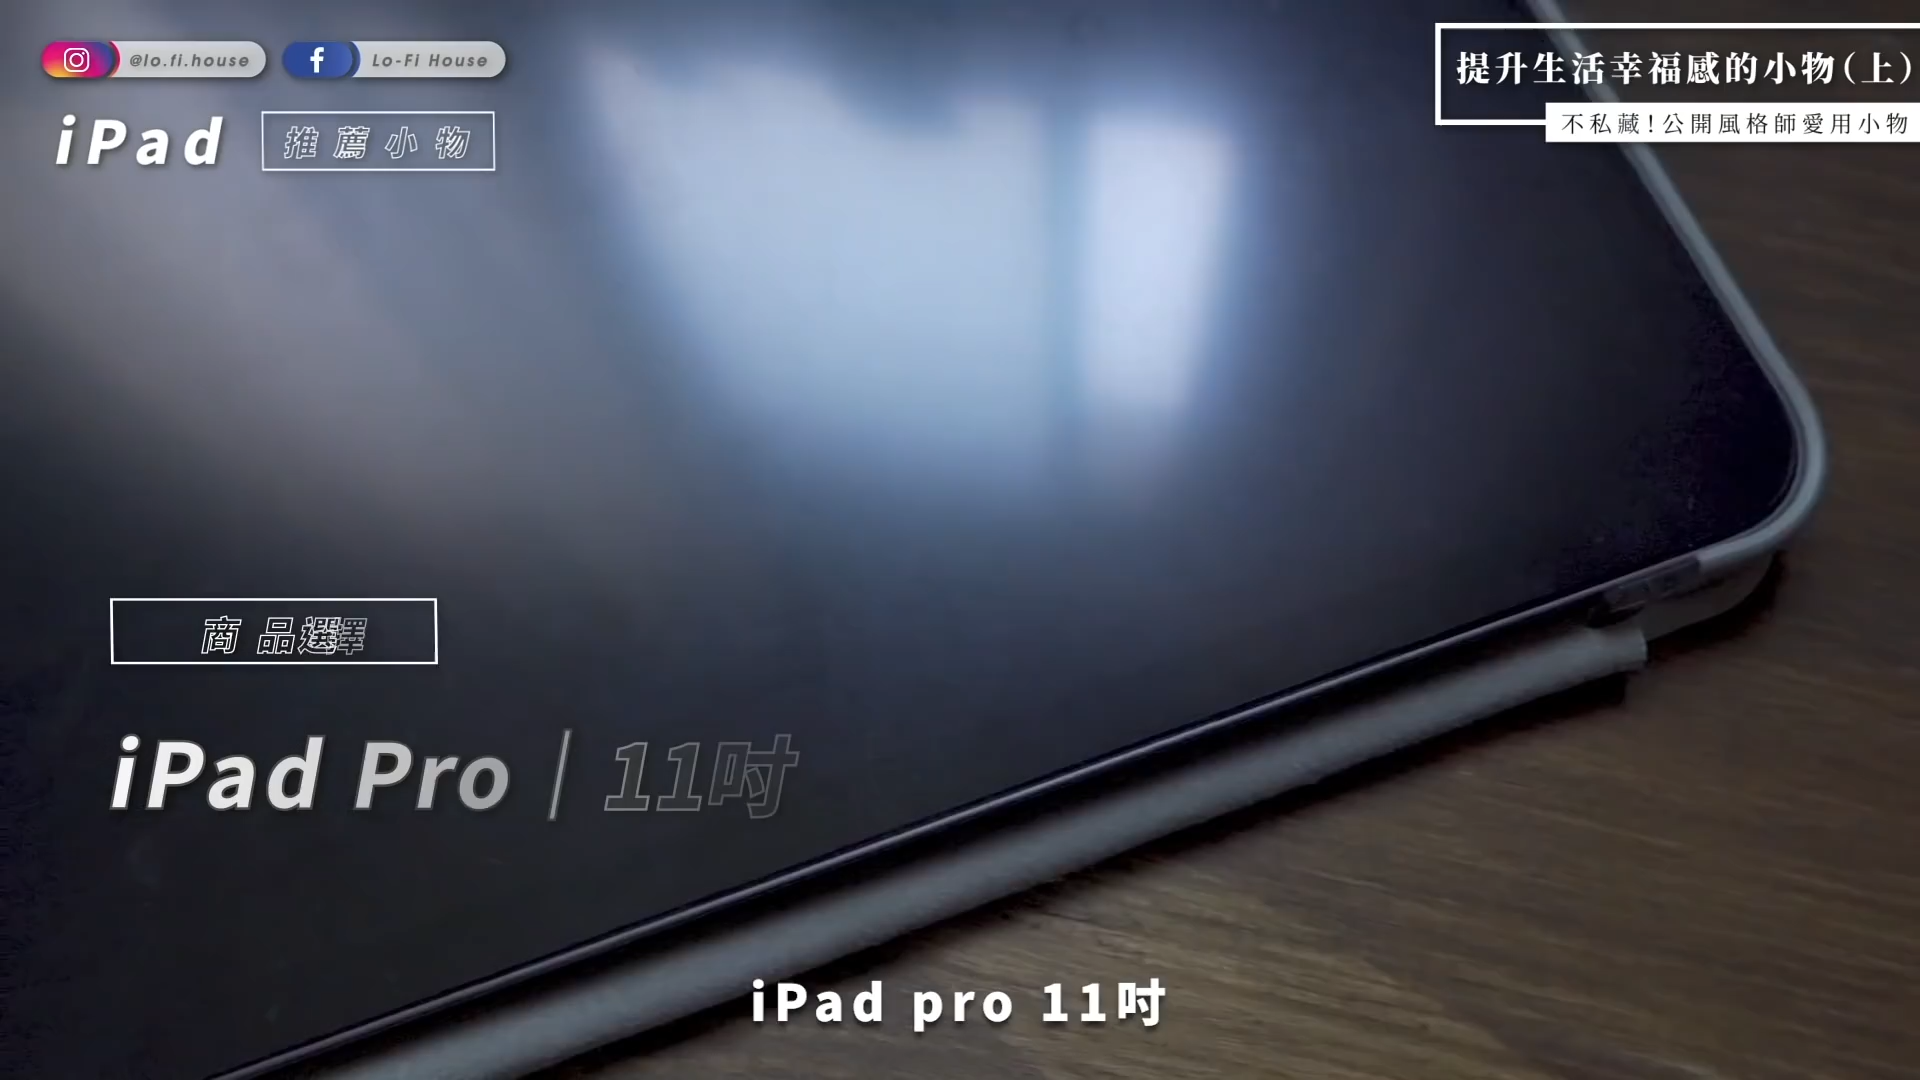 @lo.fi.house
Lo-Fi House
iPad
推薦小物
提升生活幸福感的小物(上)
不私藏!公開風格師愛用小物
商品選擇
iPad Pro｜11吋
iPad pro 11吋